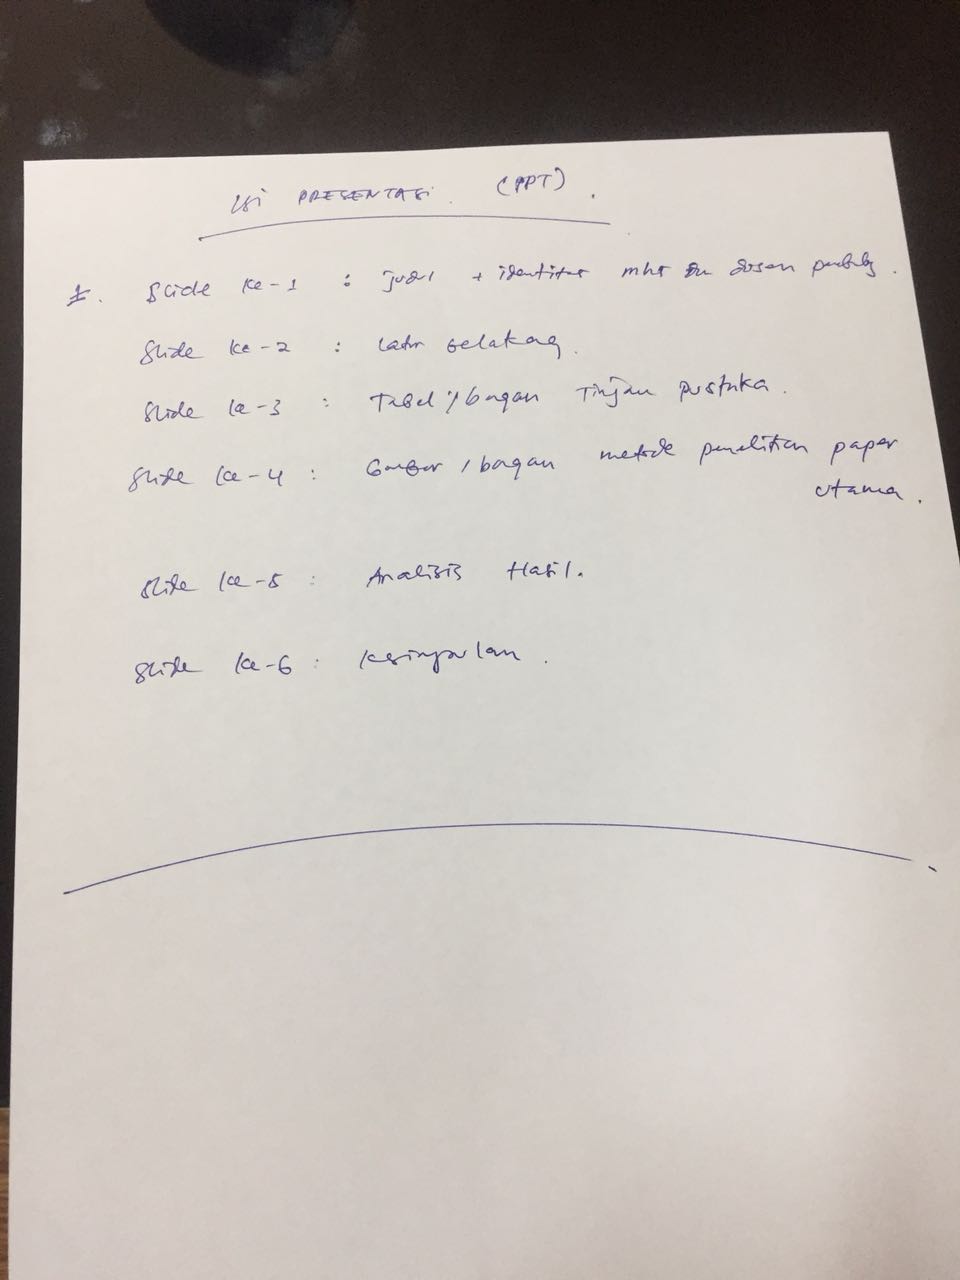 Isi PRESENTASI (PPT).
1. Slide ke-1 : judul + identitas mhs dan dosen
Slide ke-2 : latar belakang.
Slide ke-3 : Tabel / bagan Tinjauan pustaka.
Slide ke-4 : Gambar / bagan metode penelitian paper
utama.
Slide ke-5 : Analisis Hasil.
Slide ke-6 : kesimpulan.